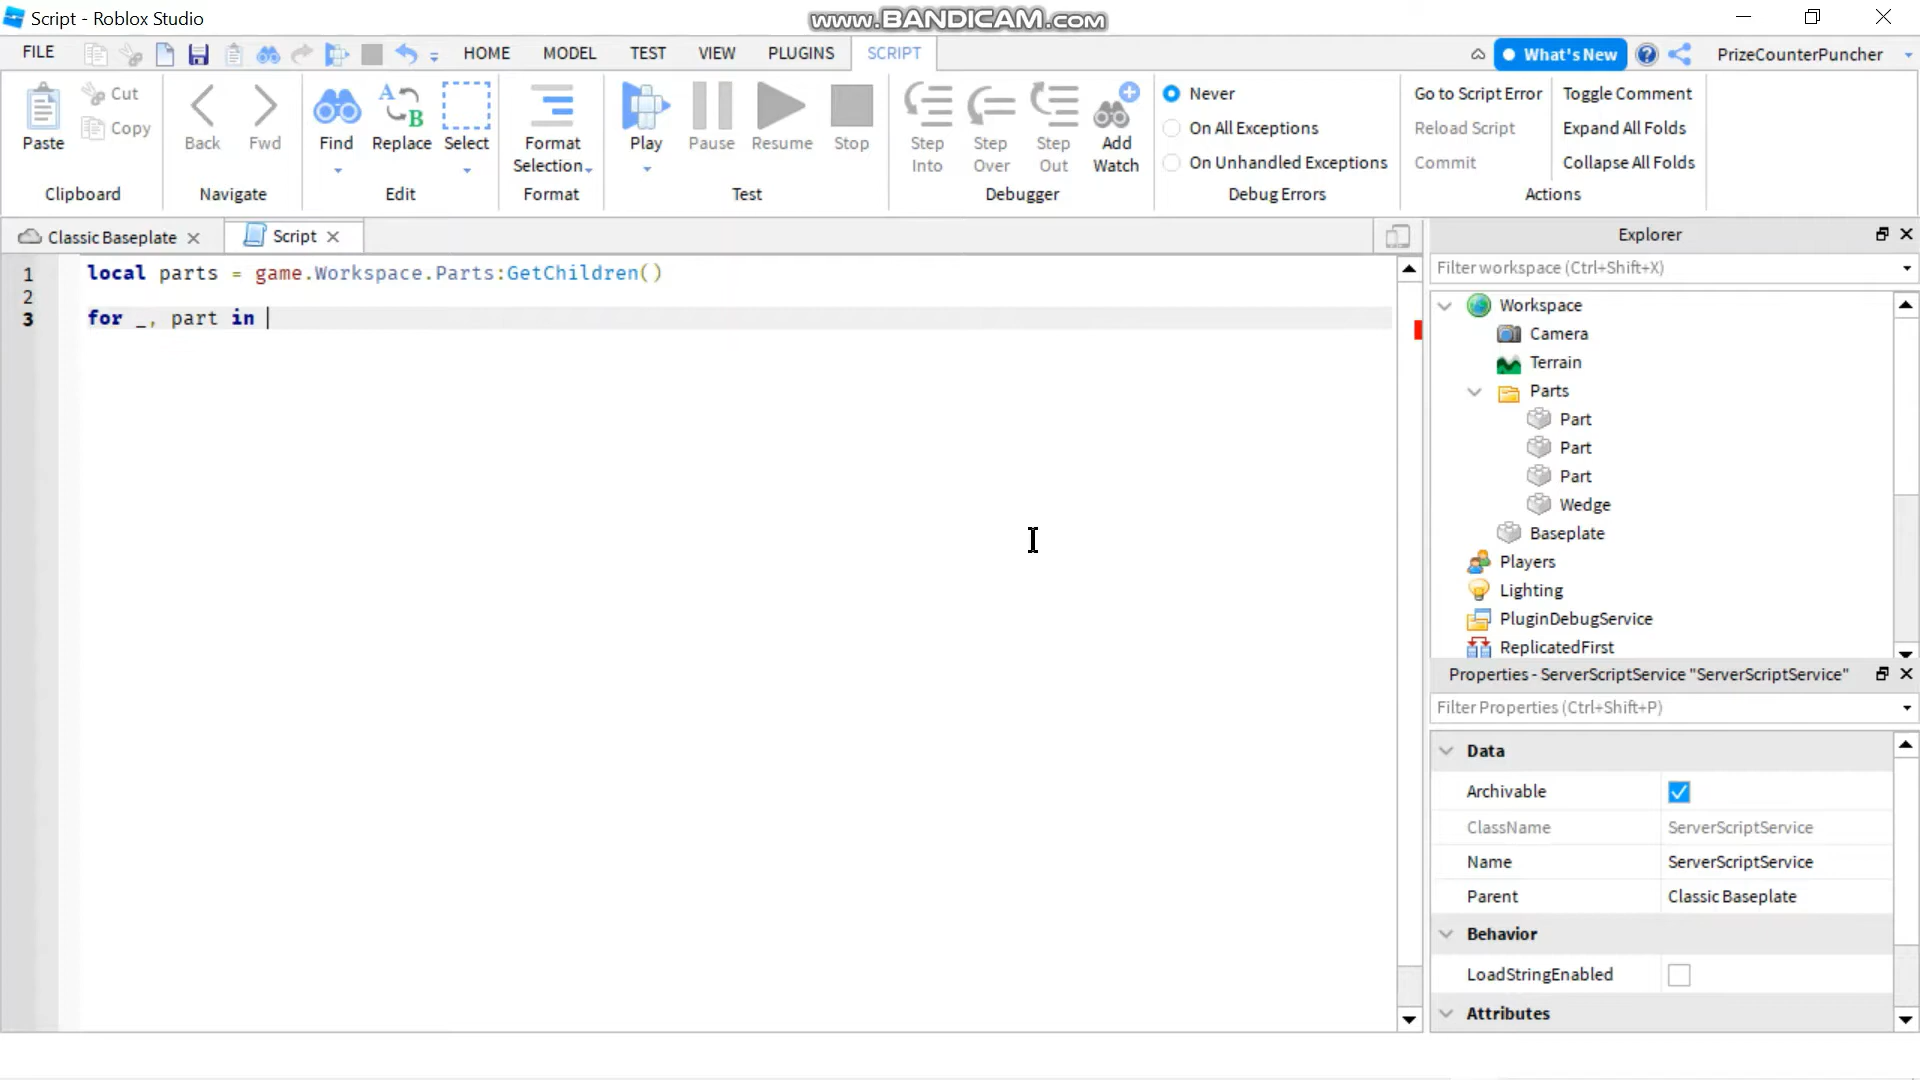 Script - Roblox Studio
www.BANDICAM.com
FILE
HOME
MODEL
TEST
VIEW
PLUGINS
SCRIPT
What's New
PrizeCounterPuncher
Paste
Cut
Copy
Clipboard
Back
Fwd
Navigate
Find
Replace
Select
Edit
Format
Selection
Format
Play
Pause
Resume
Stop
Test
Step
Into
Step
Over
Step
Out
Add
Watch
Debugger
Never
On All Exceptions
On Unhandled Exceptions
Debug Errors
Go to Script Error
Reload Script
Commit
Toggle Comment
Expand All Folds
Collapse All Folds
Actions
Classic Baseplate
Script
1 local parts = game.Workspace.Parts:GetChildren()
2
3 for _, part in
Explorer
Filter workspace (Ctrl+Shift+X)
Workspace
Camera
Terrain
Parts
Part
Part
Part
Wedge
Baseplate
Players
Lighting
PluginDebugService
ReplicatedFirst
Properties - ServerScriptService "ServerScriptService"
Filter Properties (Ctrl+Shift+P)
Data
Archivable
ClassName ServerScriptService
Name ServerScriptService
Parent Classic Baseplate
Behavior
LoadStringEnabled
Attributes